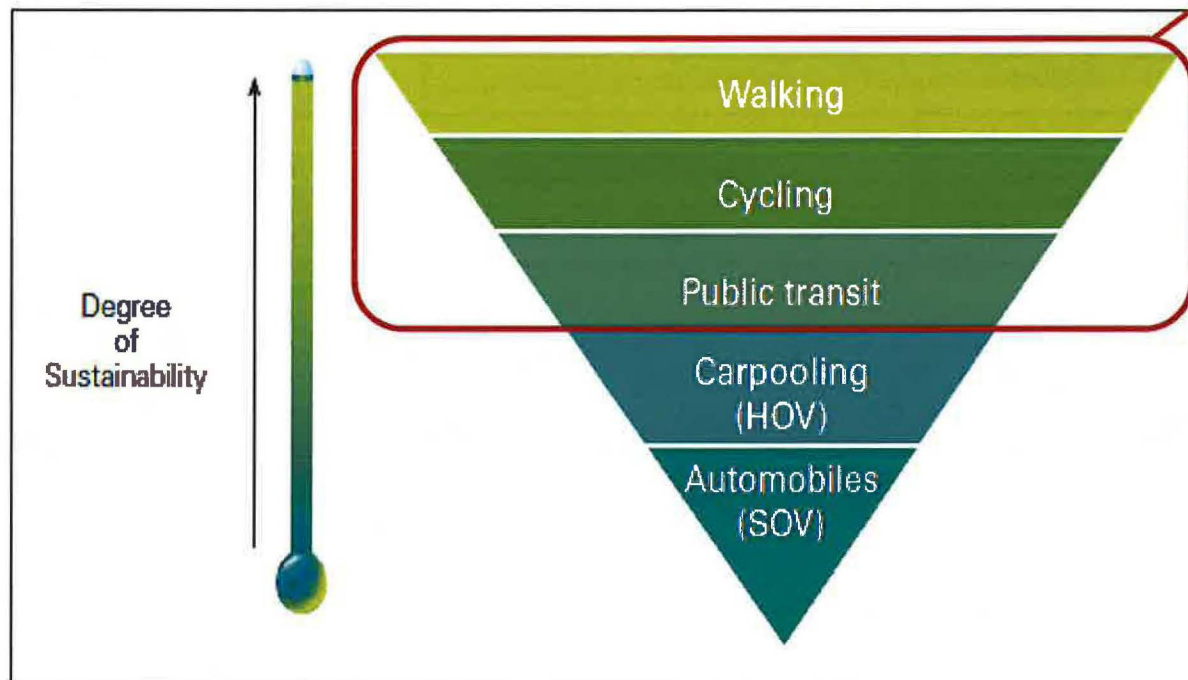 Walking
Cycling
Public transit
Degree
of
Sustainability
Carpooling
(HOV)
Automobiles
(SOV)